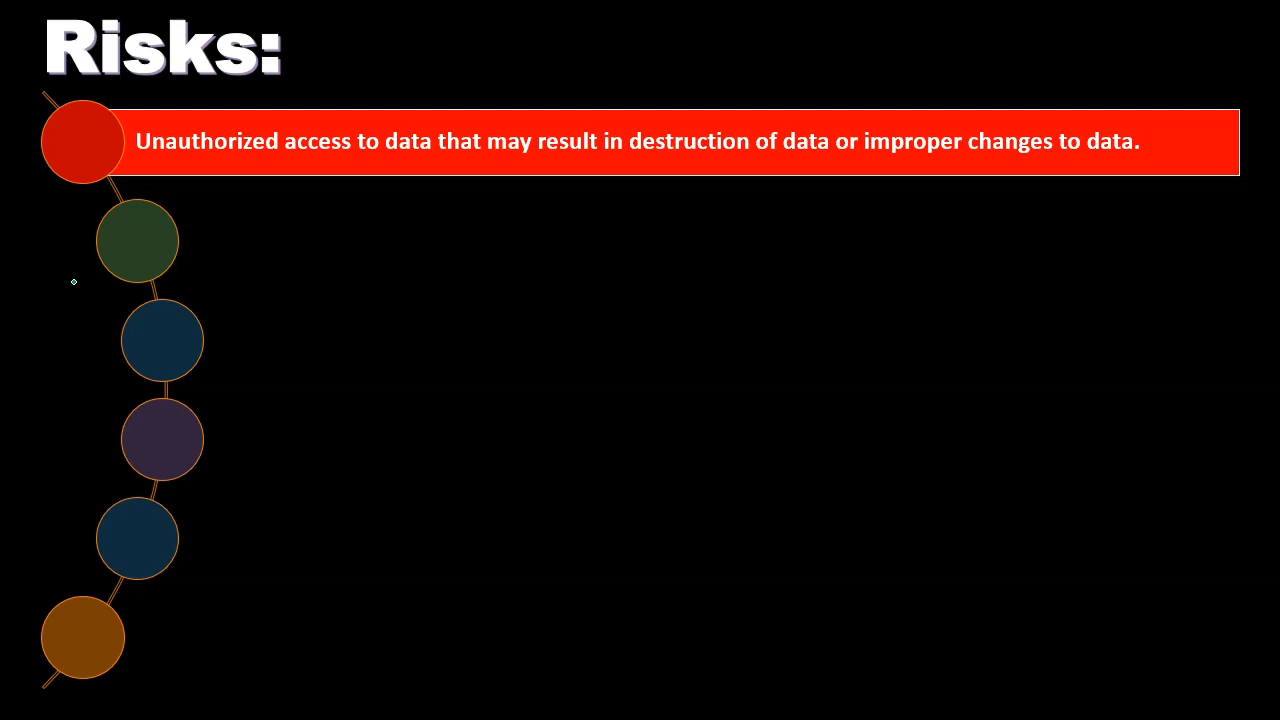 Risks:
Unauthorized access to data that may result in destruction of data or improper changes to data.